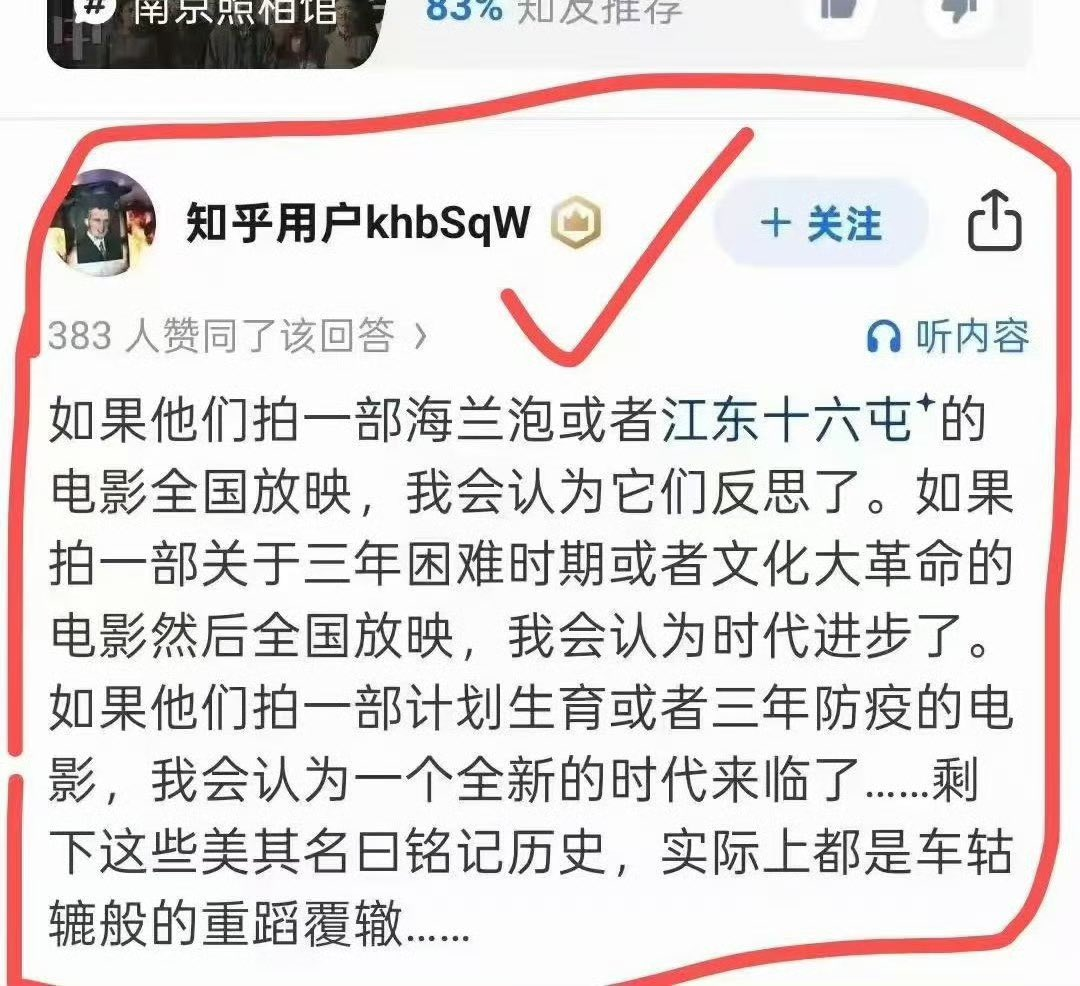 # 南京照相馆
83% 知友推荐
知乎用户khbSqW
+ 关注
383 人赞同了该回答 ›
听内容
如果他们拍一部海兰泡或者江东十六屯的
电影全国放映，我会认为它们反思了。如果
拍一部关于三年困难时期或者文化大革命的
电影然后全国放映，我会认为时代进步了。
如果他们拍一部计划生育或者三年防疫的电
影，我会认为一个全新的时代来临了……剩
下这些美其名曰铭记历史，实际上都是车轱
辘般的重蹈覆辙……